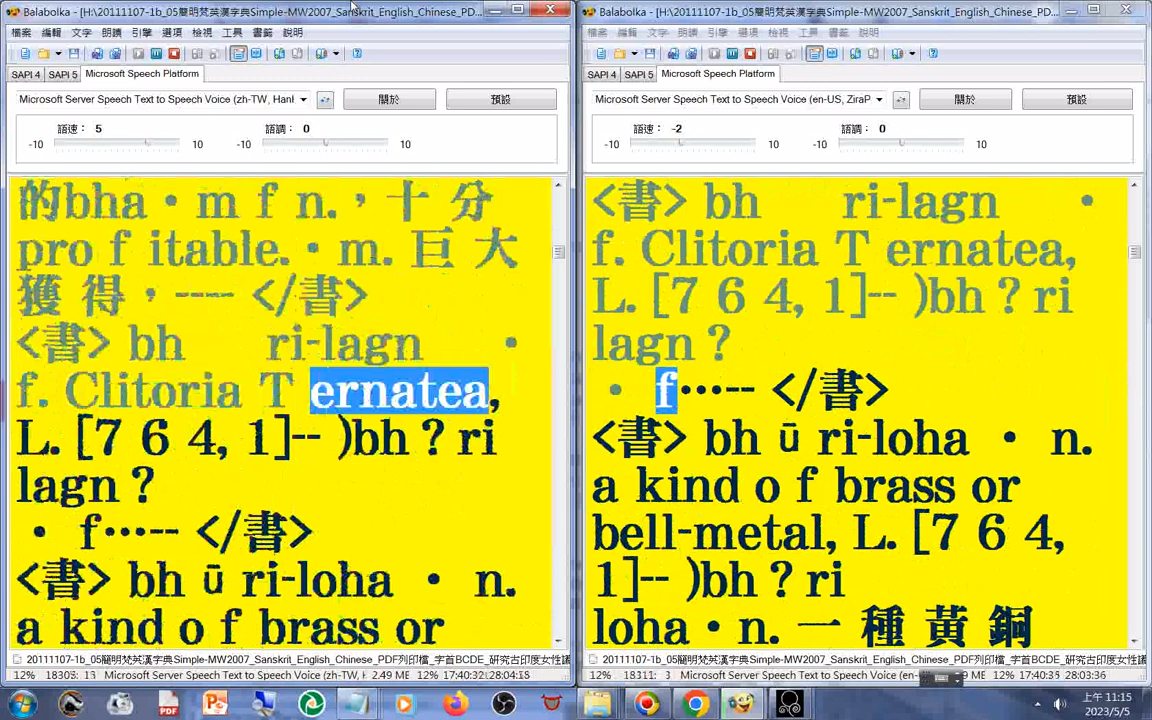 Balabolka - [H:\20111107-1b_05簡明梵英漢字典Simple-MW2007_Sanskrit_English_Chinese_PD...
檔案 編輯 文字 朗讀 引擎 選項 檢視 工具 書籤 說明
SAPI 4 SAPI 5 Microsoft Speech Platform
Microsoft Server Speech Text to Speech Voice (zh-TW, Hanl
關於 預設
語速： 5 語調： 0
-10 10 -10 10
的bha・m f n.，十 分
pro f itable.・m. 巨 大
獲 得，---- </書>
<書> bh ri-lagn •
f. Clitoria T ernatea,
L. [7 6 4, 1]-- )bh ? ri
lagn ?
• f…-- </書>
<書> bh ū ri-loha • n.
a kind o f brass or
20111107-1b_05簡明梵英漢字典Simple-MW2007_Sanskrit_English_Chinese_PDF列印檔_字首BCDE_研究古印度女性議
12% 18303: 13 Microsoft Server Speech Text to Speech Voice (zh-TW, H 2.49 ME 12% 17:40:32:28:04:15
Balabolka - [H:\20111107-1b_05簡明梵英漢字典Simple-MW2007_Sanskrit_English_Chinese_PD...
檔案 編輯 文字 朗讀 引擎 選項 檢視 工具 書籤 說明
SAPI 4 SAPI 5 Microsoft Speech Platform
Microsoft Server Speech Text to Speech Voice (en-US, ZiraP
關於 預設
語速： -2 語調： 0
-10 10 -10 10
<書> bh ri-lagn •
f. Clitoria T ernatea,
L. [7 6 4, 1]-- )bh ? ri
lagn ?
• f…-- </書>
<書> bh ū ri-loha • n.
a kind o f brass or
bell-metal, L. [7 6 4,
1]-- )bh ? ri
loha・n. 一 種 黃 銅
20111107-1b_05簡明梵英漢字典Simple-MW2007_Sanskrit_English_Chinese_PDF列印檔_字首BCDE_研究古印度女性議
12% 18311: Microsoft Server Speech Text to Speech Voice (en-U ME 12% 17:40:35 28:03:36
上午 11:15
2023/5/5